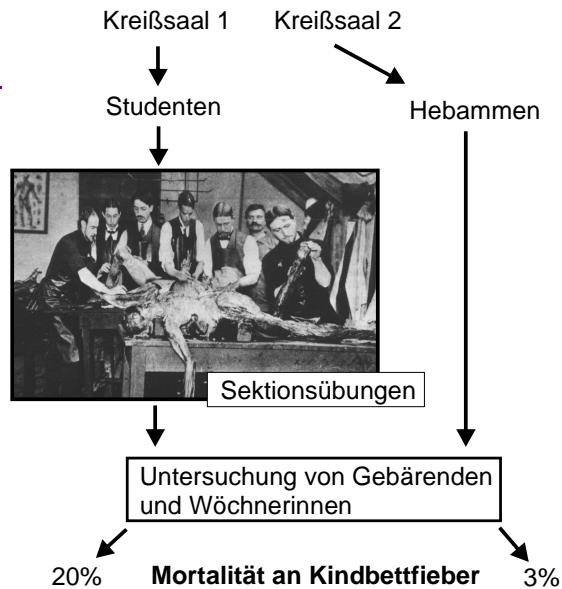 Kreißsaal 1
Kreißsaal 2
Studenten
Hebammen
Sektionsübungen
Untersuchung von Gebärenden
und Wöchnerinnen
20%
Mortalität an Kindbettfieber
3%